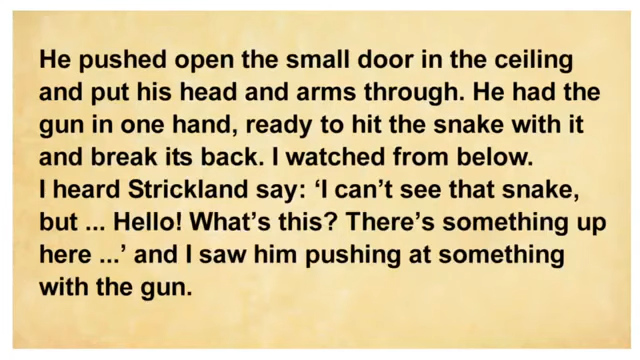 He pushed open the small door in the ceiling
and put his head and arms through. He had the
gun in one hand, ready to hit the snake with it
and break its back. I watched from below.
I heard Strickland say: ‘I can’t see that snake,
but ... Hello! What’s this? There’s something up
here ...’ and I saw him pushing at something
with the gun.